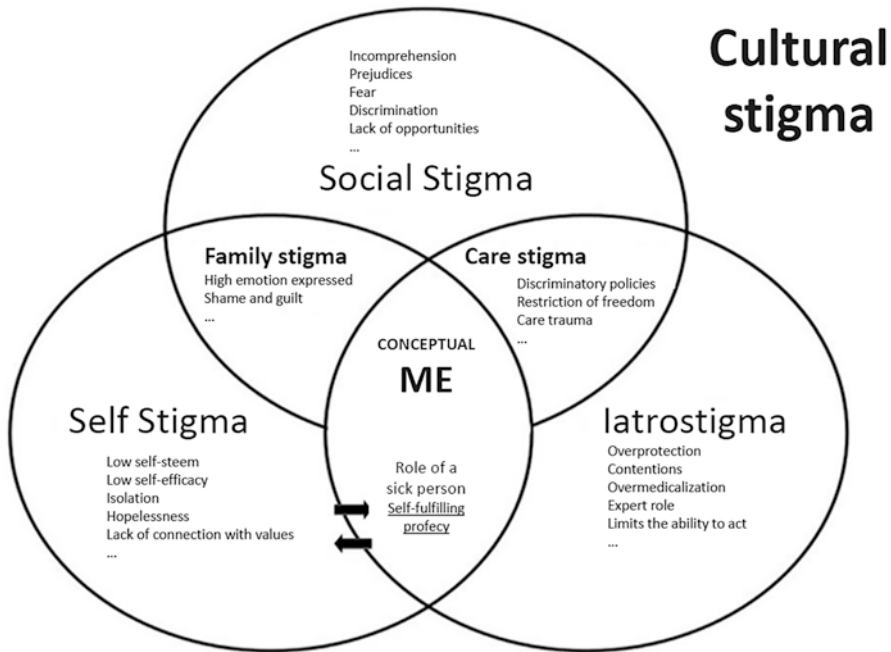 Cultural
stigma
Incomprehension
Prejudices
Fear
Discrimination
Lack of opportunities
...
Social Stigma
Family stigma
High emotion expressed
Shame and guilt
...
Care stigma
Discriminatory policies
Restriction of freedom
Care trauma
...
CONCEPTUAL
ME
Self Stigma
Low self-steem
Low self-efficacy
Isolation
Hopelessness
Lack of connection with values
...
Role of a
sick person
Self-fulfilling
profecy
Iatrostigma
Overprotection
Contentions
Overmedicalization
Expert role
Limits the ability to act
...